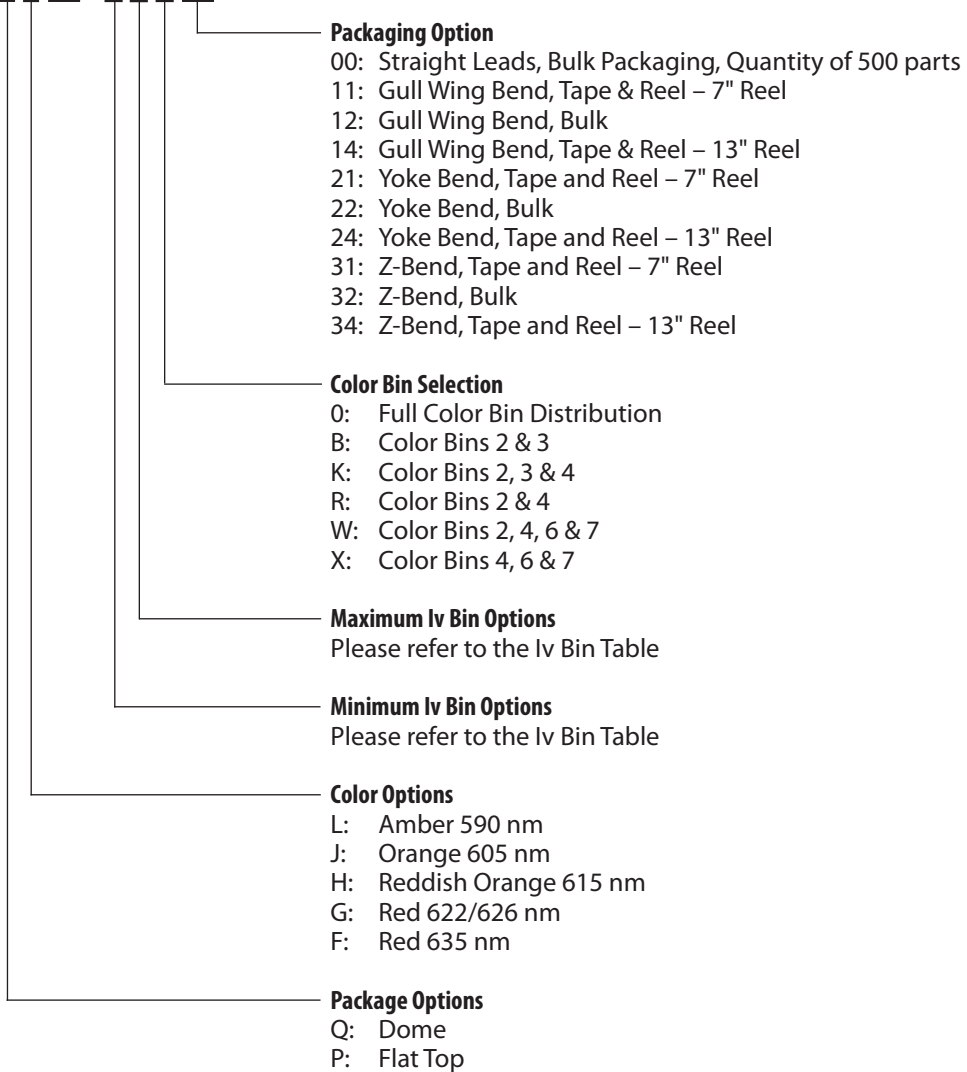 Packaging Option
00: Straight Leads, Bulk Packaging, Quantity of 500 parts
11: Gull Wing Bend, Tape & Reel – 7" Reel
12: Gull Wing Bend, Bulk
14: Gull Wing Bend, Tape & Reel – 13" Reel
21: Yoke Bend, Tape and Reel – 7" Reel
22: Yoke Bend, Bulk
24: Yoke Bend, Tape and Reel – 13" Reel
31: Z-Bend, Tape and Reel – 7" Reel
32: Z-Bend, Bulk
34: Z-Bend, Tape and Reel – 13" Reel
Color Bin Selection
0: Full Color Bin Distribution
B: Color Bins 2 & 3
K: Color Bins 2, 3 & 4
R: Color Bins 2 & 4
W: Color Bins 2, 4, 6 & 7
X: Color Bins 4, 6 & 7
Maximum Iv Bin Options
Please refer to the Iv Bin Table
Minimum Iv Bin Options
Please refer to the Iv Bin Table
Color Options
L: Amber 590 nm
J: Orange 605 nm
H: Reddish Orange 615 nm
G: Red 622/626 nm
F: Red 635 nm
Package Options
Q: Dome
P: Flat Top